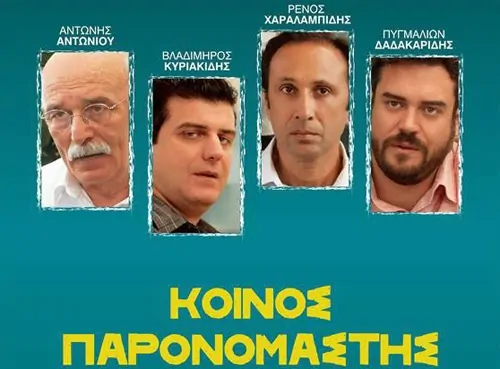 ΑΝΤΩΝΗΣ
ΑΝΤΩΝΙΟΥ
ΒΛΑΔΙΜΗΡΟΣ
ΚΥΡΙΑΚΙΔΗΣ
ΡΕΝΟΣ
ΧΑΡΑΛΑΜΠΙΔΗΣ
ΠΥΓΜΑΛΙΩΝ
ΔΑΔΑΚΑΡΙΔΗΣ
ΚΟΙΝΟΣ
ΠΑΡΟΝΟΜΑΣΤΗΣ